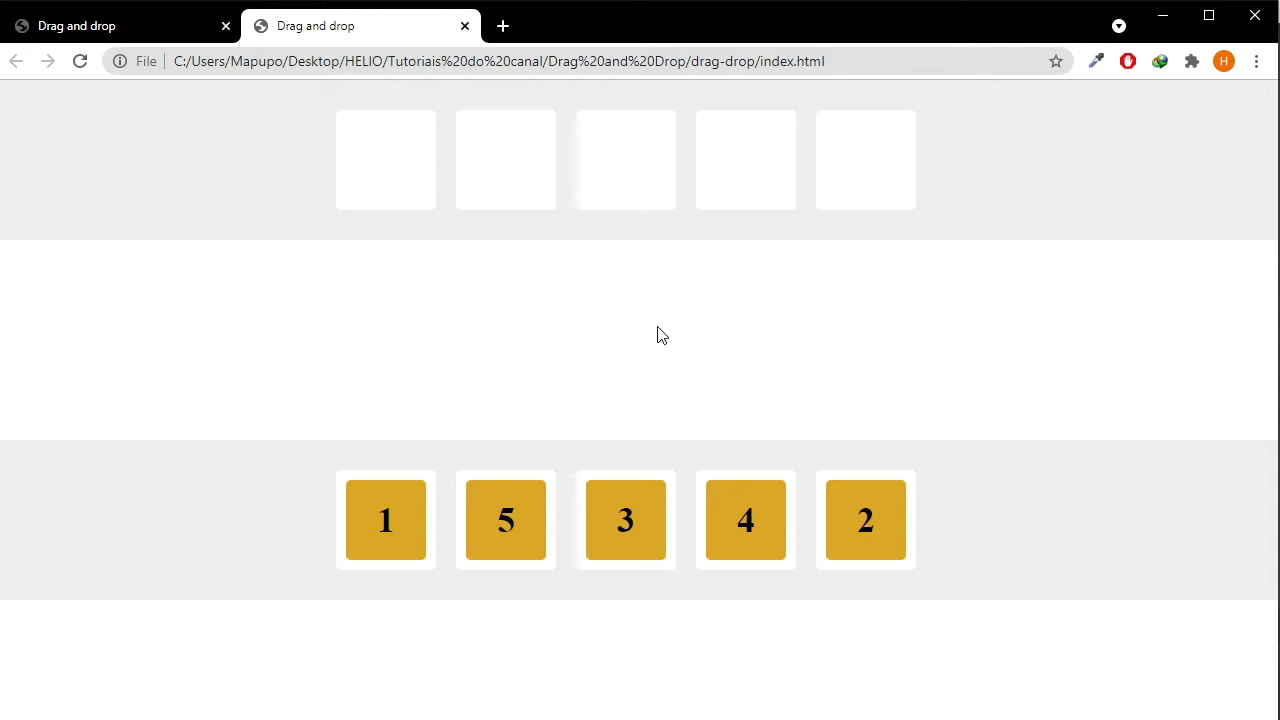 Drag and drop
Drag and drop
File
C:/Users/Mapupo/Desktop/HELIO/Tutoriais%20do%20canal/Drag%20and%20Drop/drag-drop/index.html
H
1 5 3 4 2